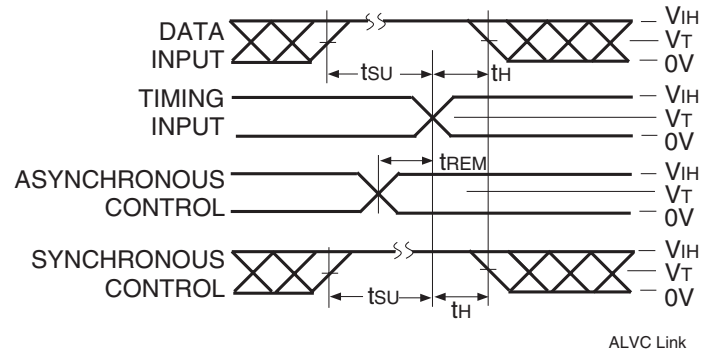 DATA INPUT
tSU
tH
VIH
VT
0V
TIMING INPUT
VIH
VT
0V
tREM
ASYNCHRONOUS CONTROL
VIH
VT
0V
SYNCHRONOUS CONTROL
tSU
tH
VIH
VT
0V
ALVC Link